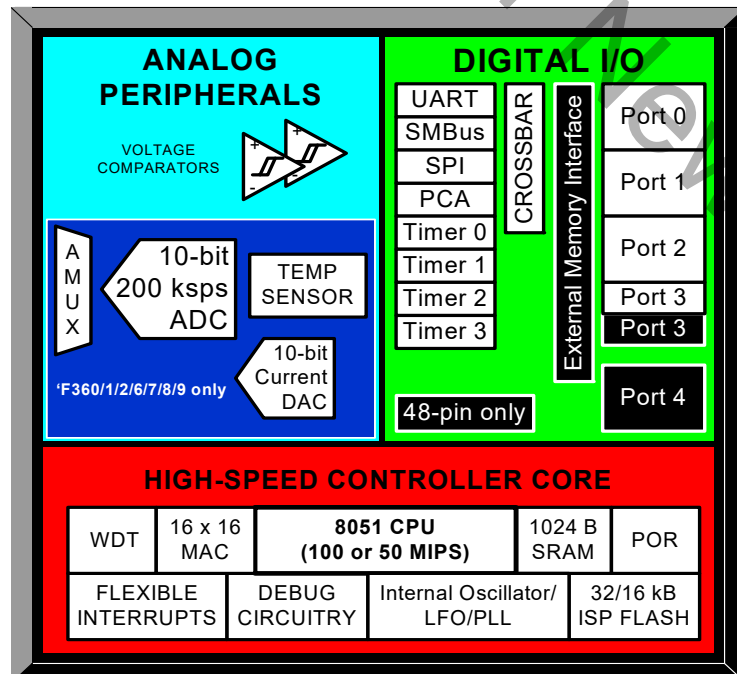 ANALOG
PERIPHERALS
VOLTAGE
COMPARATORS
+
-
+
-
A
M
U
X
10-bit
200 ksps
ADC
TEMP
SENSOR
10-bit
Current
DAC
'F360/1/2/6/7/8/9 only
DIGITAL I/O
UART
SMBus
SPI
PCA
Timer 0
Timer 1
Timer 2
Timer 3
CROSSBAR
External Memory Interface
Port 0
Port 1
Port 2
Port 3
Port 3
Port 4
48-pin only
HIGH-SPEED CONTROLLER CORE
WDT
16 x 16
MAC
8051 CPU
(100 or 50 MIPS)
1024 B
SRAM
POR
FLEXIBLE
INTERRUPTS
DEBUG
CIRCUITRY
Internal Oscillator/
LFO/PLL
32/16 kB
ISP FLASH
New